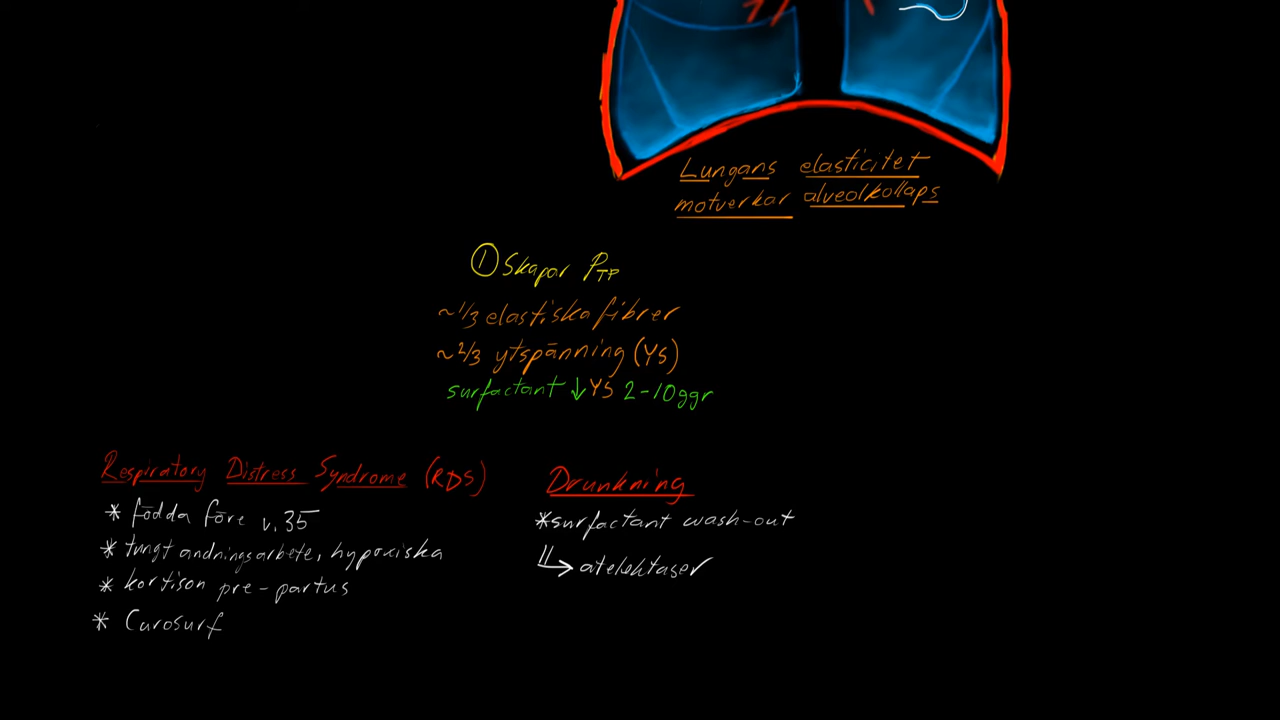 Lungans elasticitet
motverkar alveolkollaps
① Skapar P_TP
~1/3 elastiska fibrer
~2/3 ytspänning (YS)
surfactant ↓ YS 2-10ggr
Respiratory Distress Syndrome (RDS)
* födda före v.35
* tungt andningsarbete, hypoxiska
* kortison pre-partus
* Curosurf
Drunkning
*surfactant wash-out
↳ atelektaser